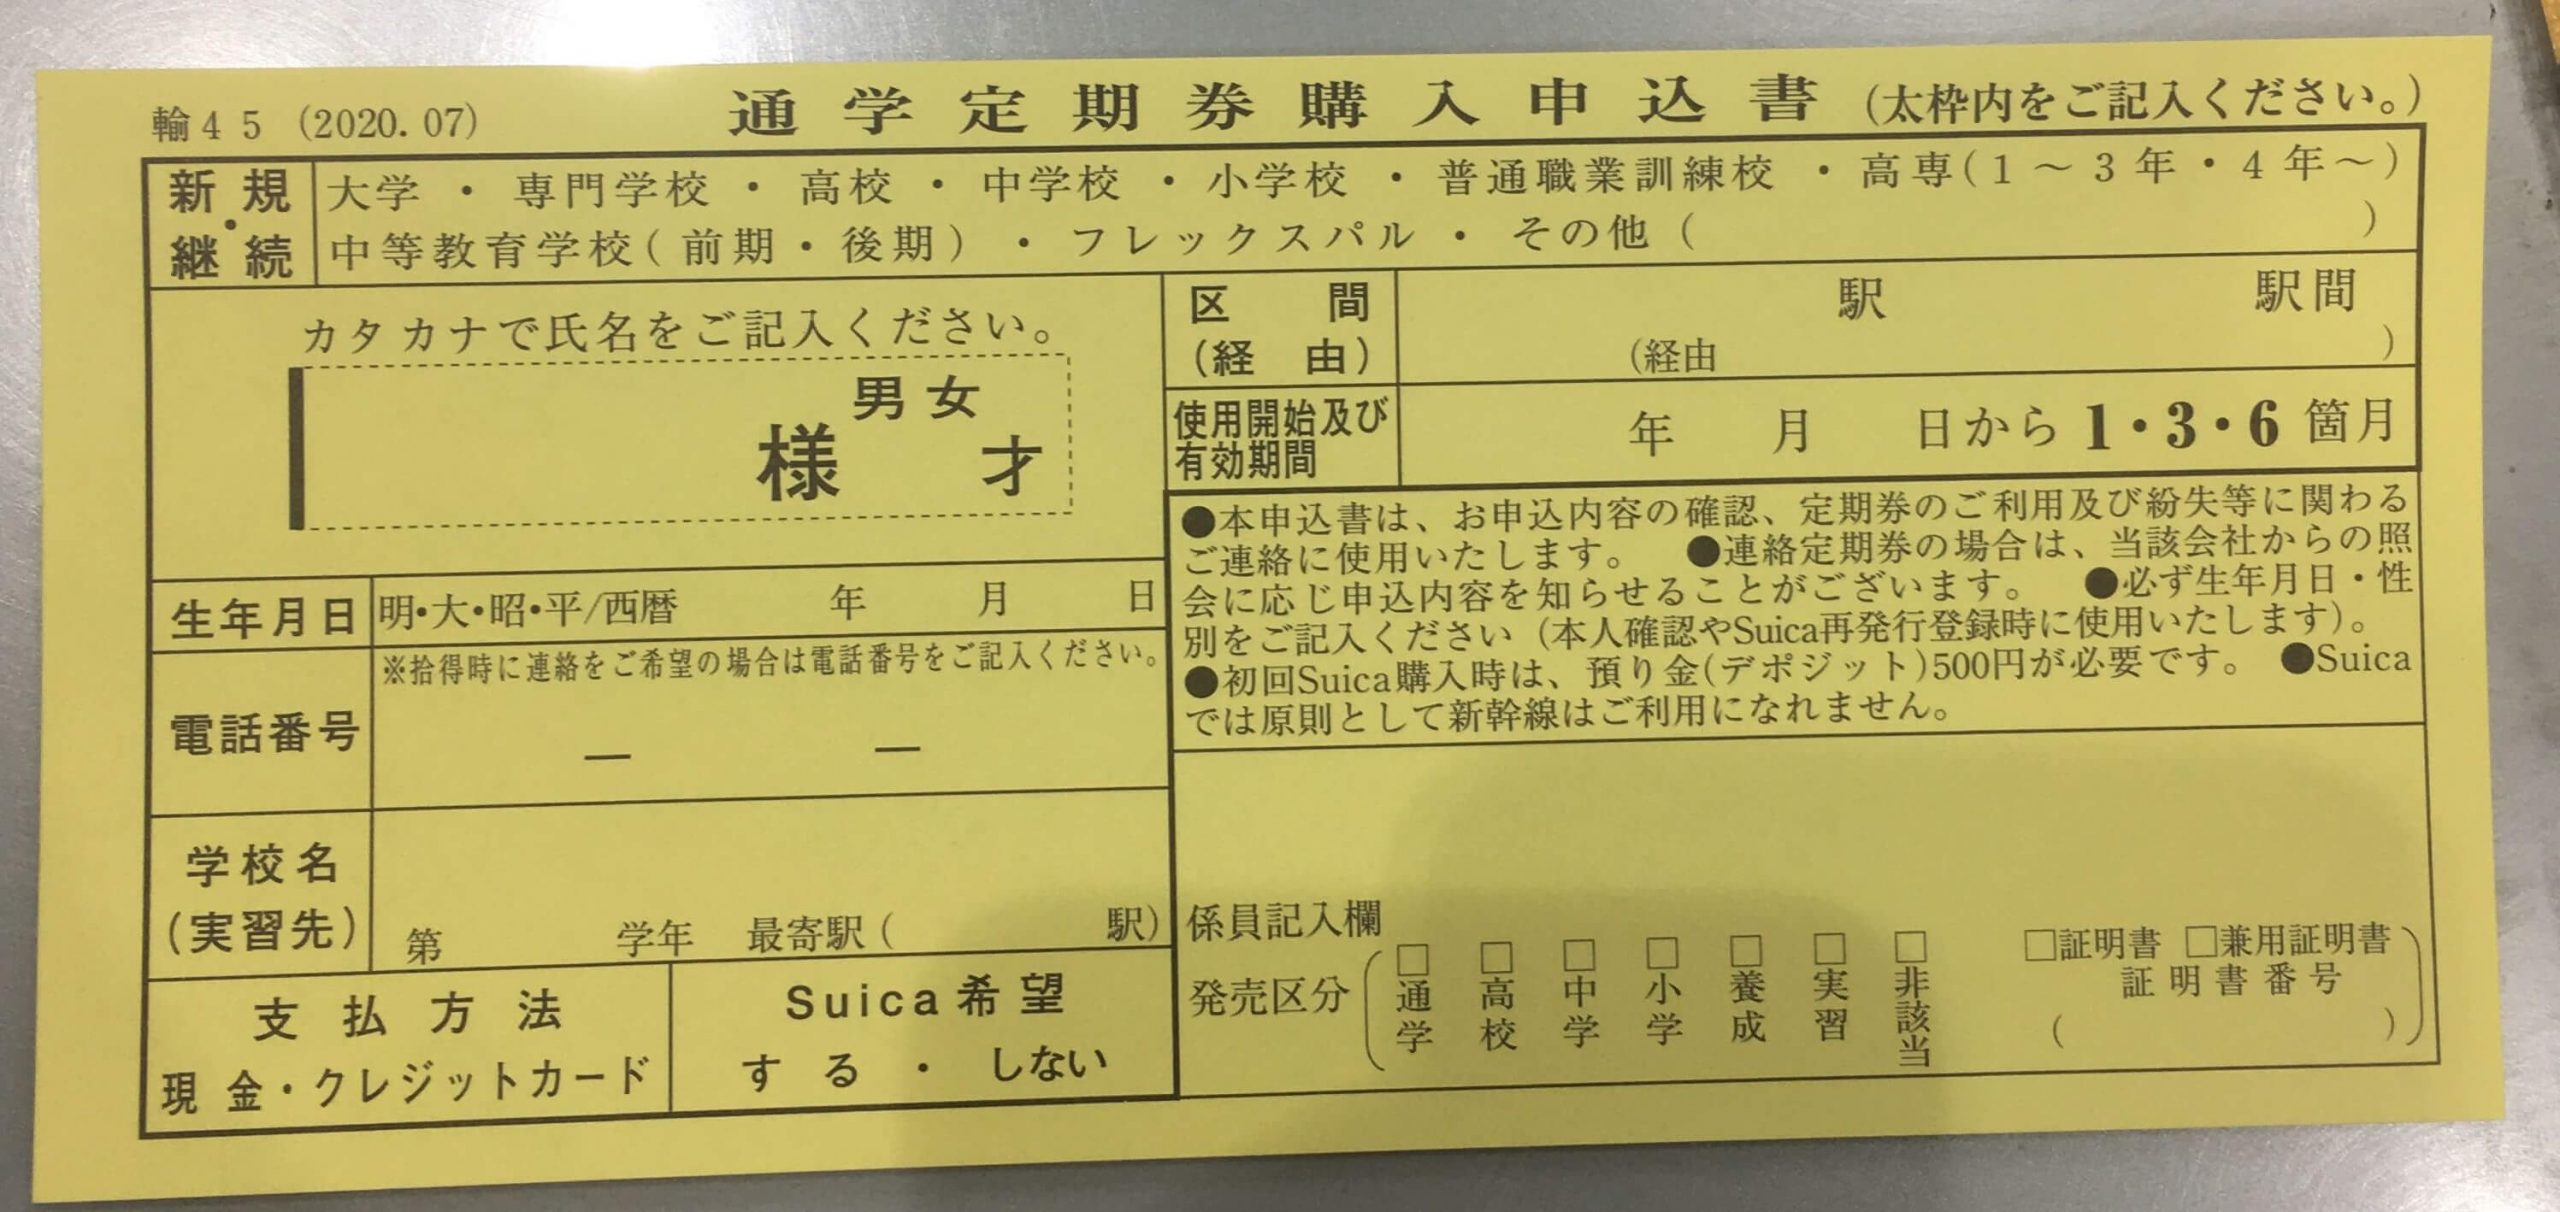 輸45 (2020.07) 通学定期券購入申込書 (太枠内をご記入ください。)
新規・継続
大学 ・ 専門学校 ・ 高校 ・ 中学校 ・ 小学校 ・ 普通職業訓練校 ・ 高専(1〜3年・4年〜)
中等教育学校(前期・後期) ・ フレックスパル ・ その他 ( )
カタカナで氏名をご記入ください。
男 女
様 才
区間 駅 駅間
(経由) (経由 )
使用開始及び
有効期間
年 月 日から 1・3・6 箇月
生年月日 明・大・昭・平/西暦 年 月 日
※拾得時に連絡をご希望の場合は電話番号をご記入ください。
電話番号 — —
学校名
(実習先) 第 学年 最寄駅 ( 駅)
支払方法
現金・クレジットカード
Suica希望
する ・ しない
●本申込書は、お申込内容の確認、定期券のご利用及び紛失等に関わる
ご連絡に使用いたします。 ●連絡定期券の場合は、当該会社からの照
会に応じ申込内容を知らせることがございます。 ●必ず生年月日・性
別をご記入ください（本人確認やSuica再発行登録時に使用いたします）。
●初回Suica購入時は、預り金(デポジット)500円が必要です。 ●Suica
では原則として新幹線はご利用になれません。
係員記入欄
発売区分 □通学 □高校 □中学 □小学 □養成 □実習 □非該当
□証明書 □兼用証明書
証明書番号
( )